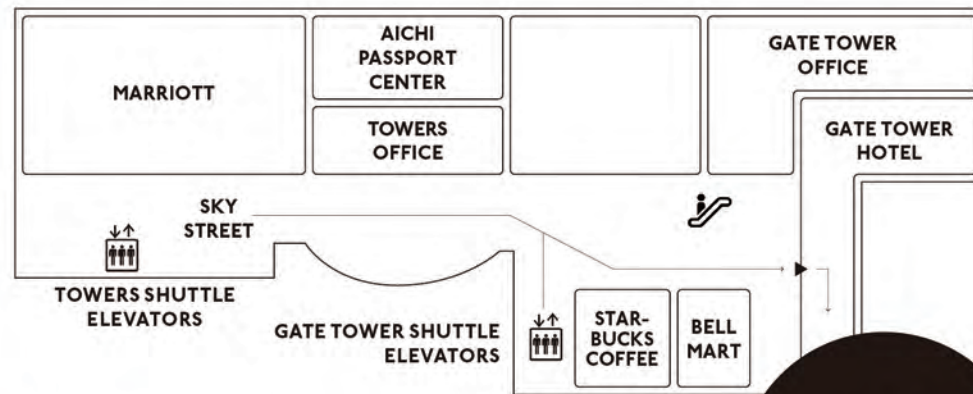 MARRIOTT
AICHI
PASSPORT
CENTER
TOWERS
OFFICE
GATE TOWER
OFFICE
GATE TOWER
HOTEL
SKY
STREET
TOWERS SHUTTLE
ELEVATORS
GATE TOWER SHUTTLE
ELEVATORS
STAR-
BUCKS
COFFEE
BELL
MART